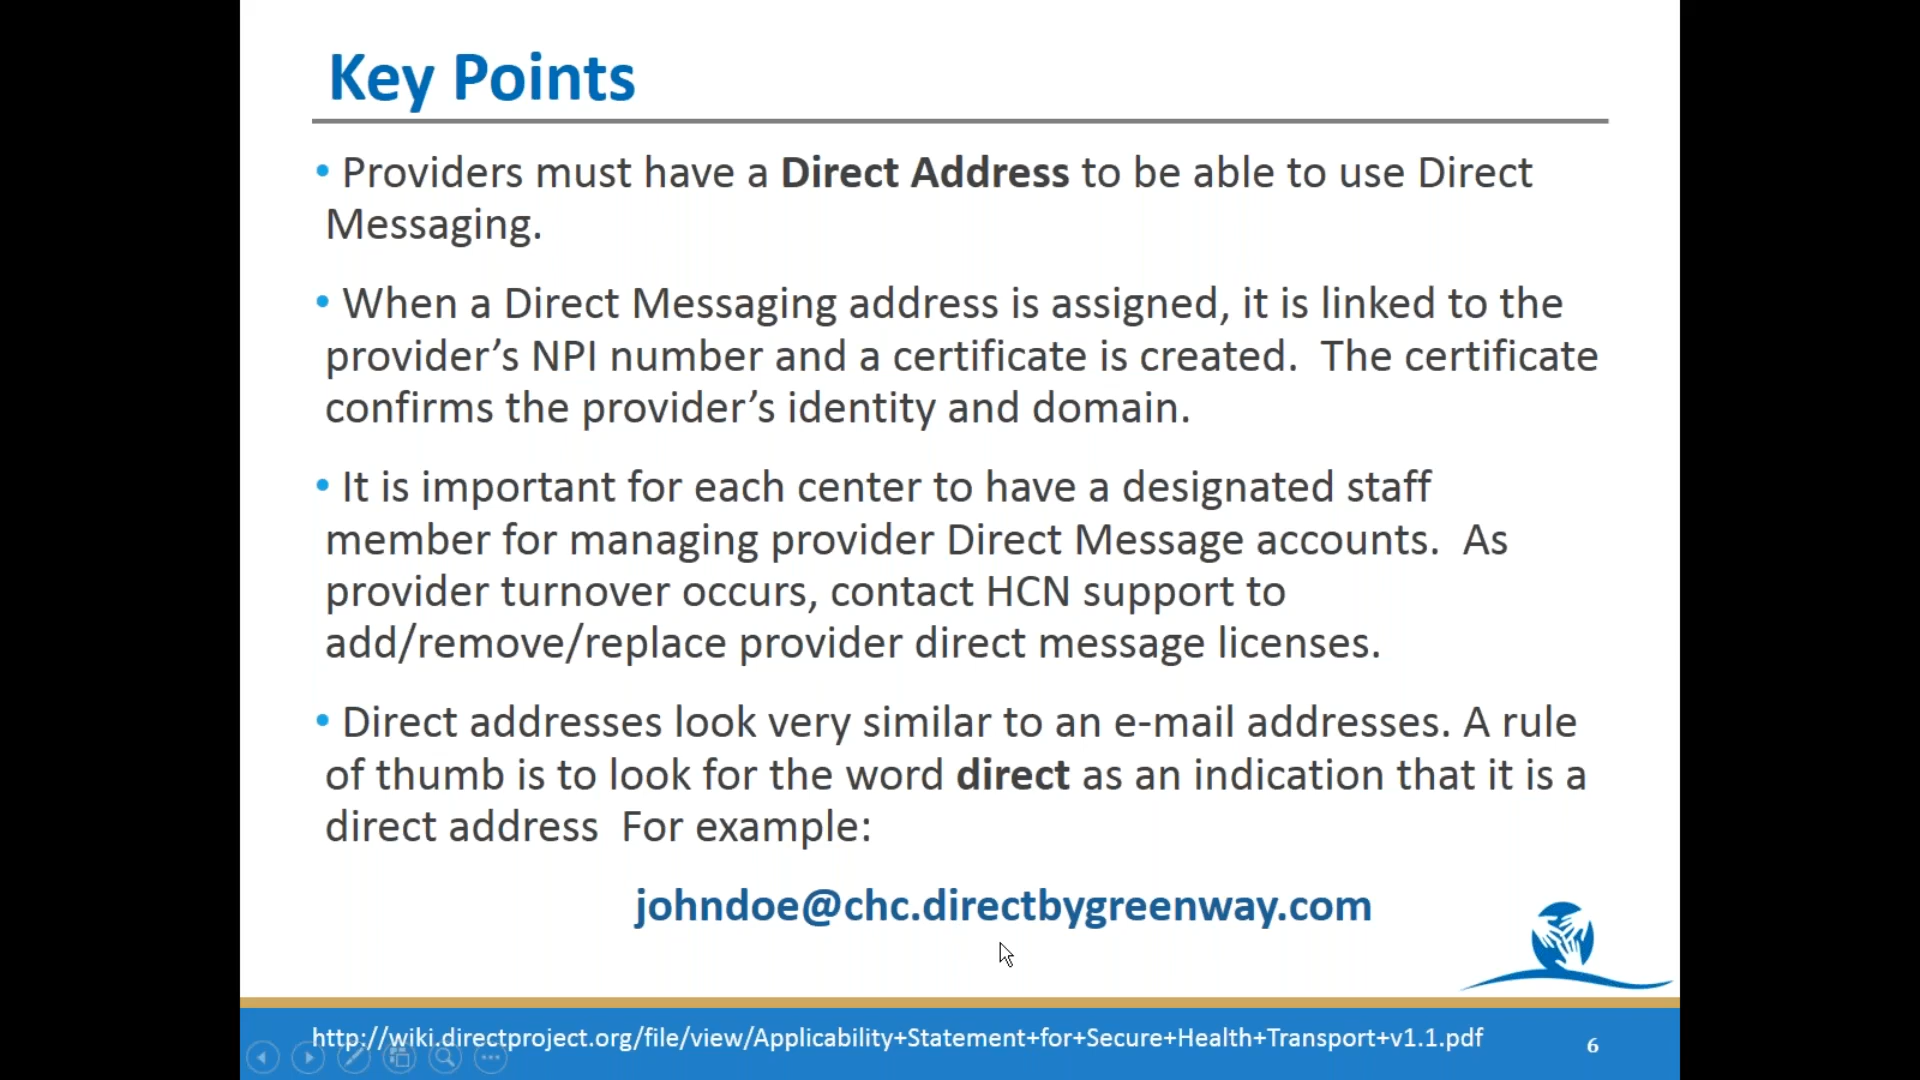 Key Points
• Providers must have a Direct Address to be able to use Direct
Messaging.
• When a Direct Messaging address is assigned, it is linked to the
provider’s NPI number and a certificate is created.  The certificate
confirms the provider’s identity and domain.
• It is important for each center to have a designated staff
member for managing provider Direct Message accounts.  As
provider turnover occurs, contact HCN support to
add/remove/replace provider direct message licenses.
• Direct addresses look very similar to an e-mail addresses. A rule
of thumb is to look for the word direct as an indication that it is a
direct address  For example:
johndoe@chc.directbygreenway.com
http://wiki.directproject.org/file/view/Applicability+Statement+for+Secure+Health+Transport+v1.1.pdf
6